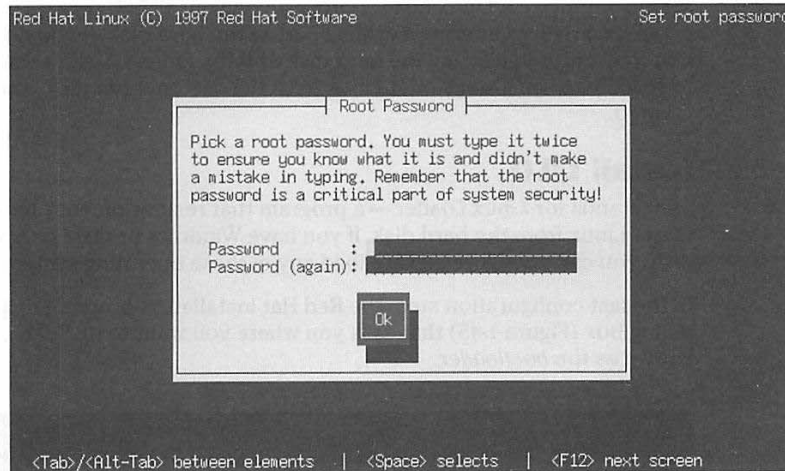 Red Hat Linux (C) 1997 Red Hat Software Set root password
Root Password
Pick a root password. You must type it twice
to ensure you know what it is and didn't make
a mistake in typing. Remember that the root
password is a critical part of system security!
Password :
Password (again):
Ok
<Tab>/<Alt-Tab> between elements | <Space> selects | <F12> next screen